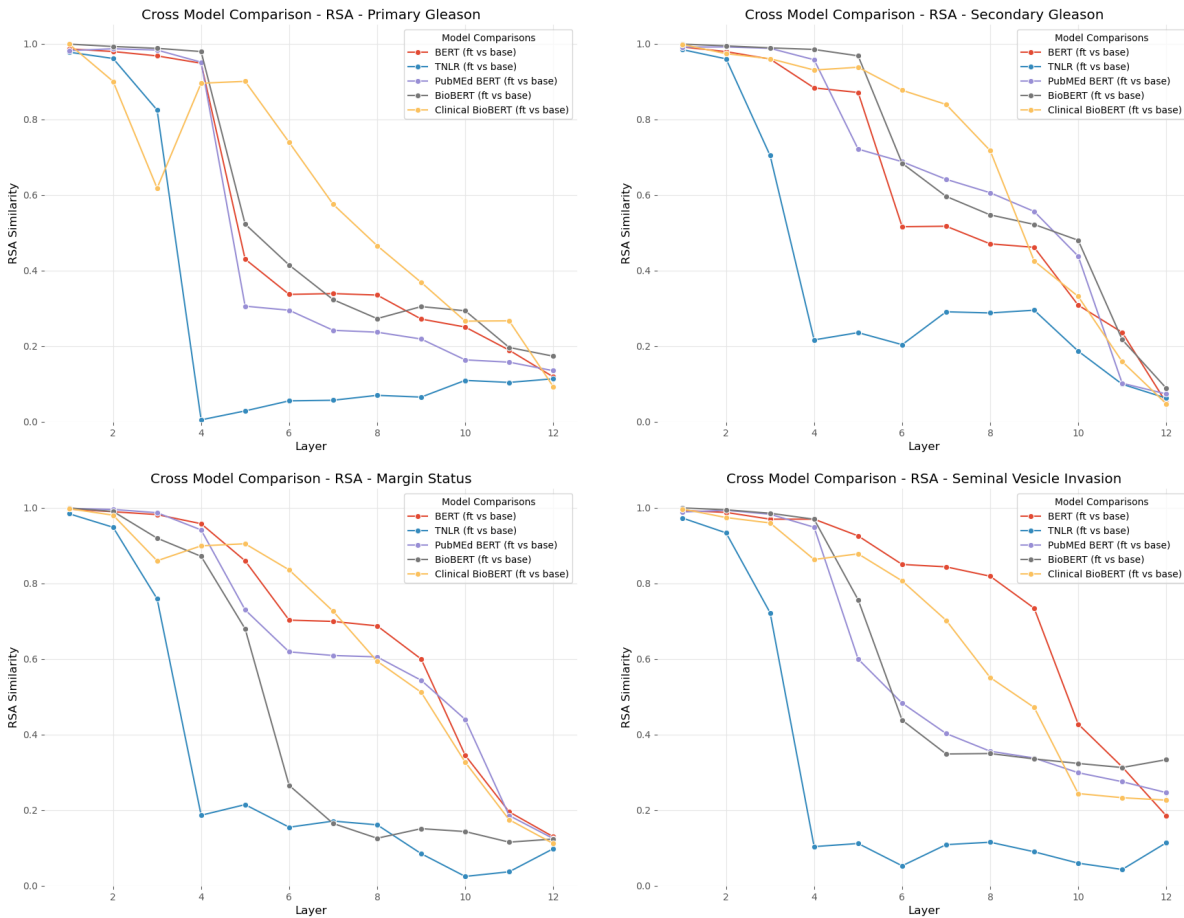 Cross Model Comparison - RSA - Primary Gleason
RSA Similarity
1.0
0.8
0.6
0.4
0.2
0.0
2
4
6
8
10
12
Layer
Model Comparisons
BERT (ft vs base)
TNLR (ft vs base)
PubMed BERT (ft vs base)
BioBERT (ft vs base)
Clinical BioBERT (ft vs base)
Cross Model Comparison - RSA - Secondary Gleason
RSA Similarity
1.0
0.8
0.6
0.4
0.2
0.0
2
4
6
8
10
12
Layer
Model Comparisons
BERT (ft vs base)
TNLR (ft vs base)
PubMed BERT (ft vs base)
BioBERT (ft vs base)
Clinical BioBERT (ft vs base)
Cross Model Comparison - RSA - Margin Status
RSA Similarity
1.0
0.8
0.6
0.4
0.2
0.0
2
4
6
8
10
12
Layer
Model Comparisons
BERT (ft vs base)
TNLR (ft vs base)
PubMEd BERT (ft vs base)
BioBERT (ft vs base)
Clinical BioBERT (ft vs base)
Cross Model Comparison - RSA - Seminal Vesicle Invasion
RSA Similarity
1.0
0.8
0.6
0.4
0.2
0.0
2
4
6
8
10
12
Layer
Model Comparisons
BERT (ft vs base)
TNLR (ft vs base)
PubMEd BERT (ft vs base)
BioBERT (ft vs base)
Clinical BioBERT (ft vs base)